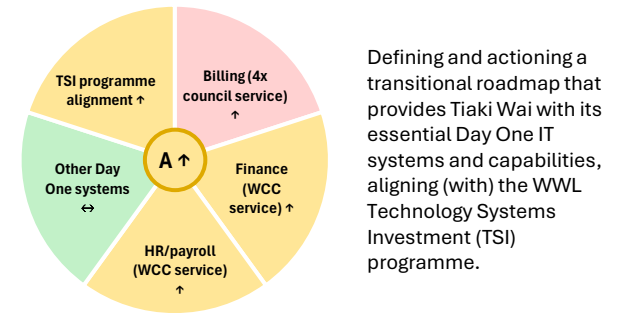 TSI programme
alignment ↑
Billing (4x
council service)
↑
Other Day
One systems
↔
A ↑
Finance
(WCC
service) ↑
HR/payroll
(WCC service)
↑
Defining and actioning a
transitional roadmap that
provides Tiaki Wai with its
essential Day One IT
systems and capabilities,
aligning (with) the WWL
Technology Systems
Investment (TSI)
programme.